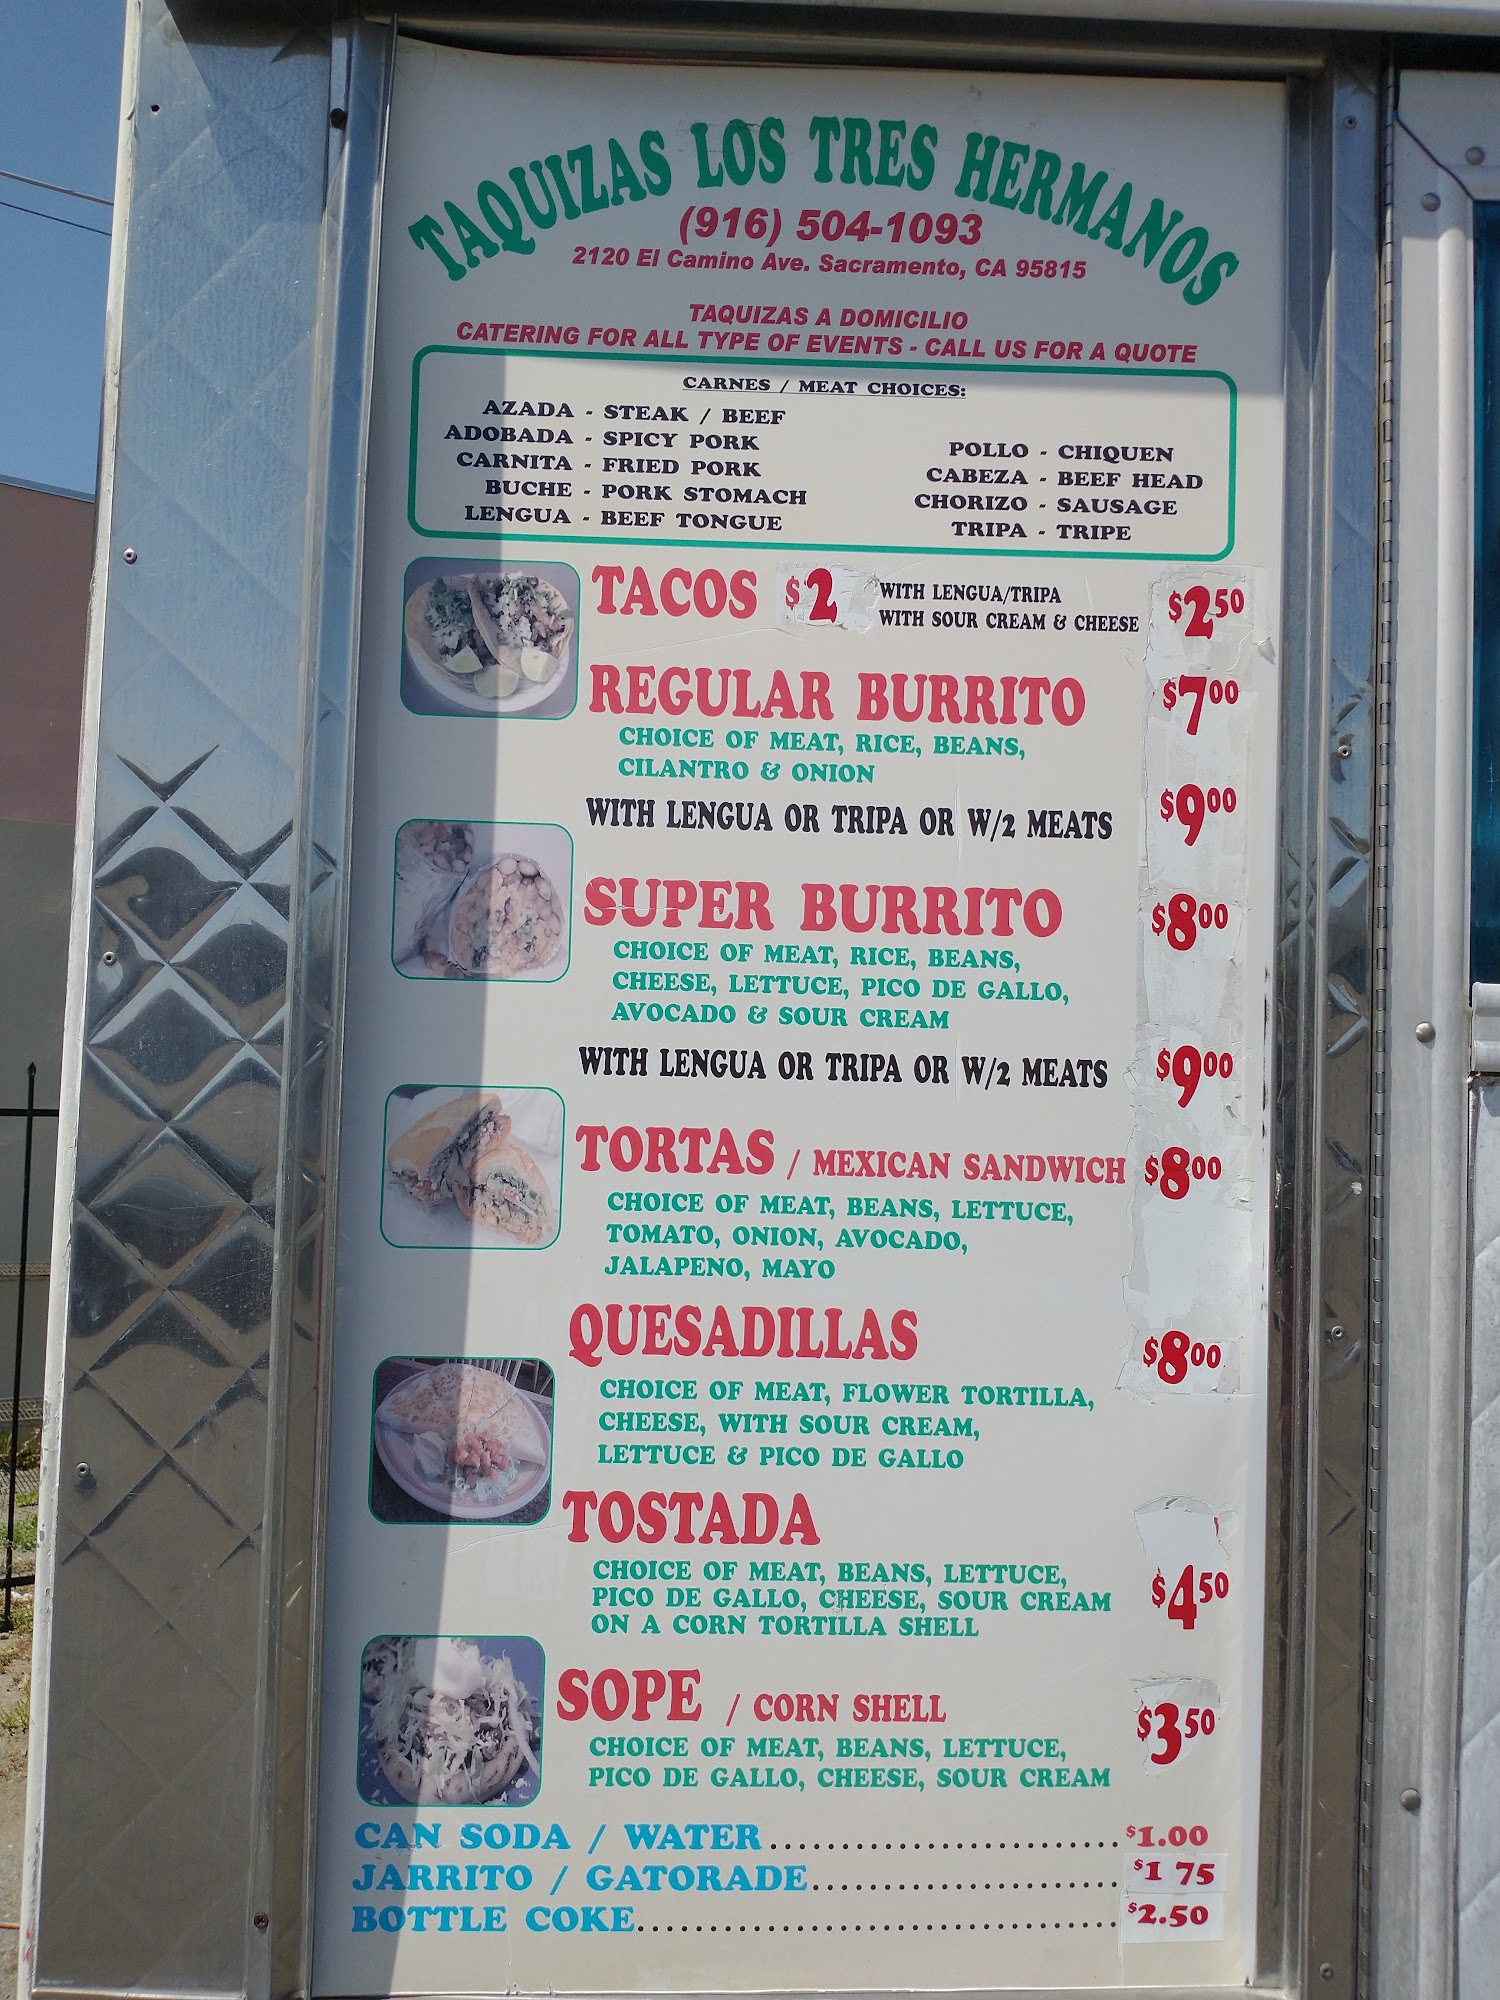 TAQUIZAS LOS TRES HERMANOS
(916) 504-1093
2120 El Camino Ave. Sacramento, CA 95815
TAQUIZAS A DOMICILIO
CATERING FOR ALL TYPE OF EVENTS - CALL US FOR A QUOTE
CARNES / MEAT CHOICES:
AZADA - STEAK / BEEF
ADOBADA - SPICY PORK
CARNITA - FRIED PORK
BUCHE - PORK STOMACH
LENGUA - BEEF TONGUE
POLLO - CHIQUEN
CABEZA - BEEF HEAD
CHORIZO - SAUSAGE
TRIPA - TRIPE
TACOS $2
WITH LENGUA/TRIPA
WITH SOUR CREAM & CHEESE $2 50
REGULAR BURRITO $7 00
CHOICE OF MEAT, RICE, BEANS,
CILANTRO & ONION
WITH LENGUA OR TRIPA OR W/2 MEATS $9 00
SUPER BURRITO $8 00
CHOICE OF MEAT, RICE, BEANS,
CHEESE, LETTUCE, PICO DE GALLO,
AVOCADO & SOUR CREAM
WITH LENGUA OR TRIPA OR W/2 MEATS $9 00
TORTAS / MEXICAN SANDWICH $8 00
CHOICE OF MEAT, BEANS, LETTUCE,
TOMATO, ONION, AVOCADO,
JALAPENO, MAYO
QUESADILLAS $8 00
CHOICE OF MEAT, FLOWER TORTILLA,
CHEESE, WITH SOUR CREAM,
LETTUCE & PICO DE GALLO
TOSTADA
CHOICE OF MEAT, BEANS, LETTUCE,
PICO DE GALLO, CHEESE, SOUR CREAM $4 50
ON A CORN TORTILLA SHELL
SOPE / CORN SHELL $3 50
CHOICE OF MEAT, BEANS, LETTUCE,
PICO DE GALLO, CHEESE, SOUR CREAM
CAN SODA / WATER........................ $1.00
JARRITO / GATORADE...................... $1 75
BOTTLE COKE.................................. $2.50